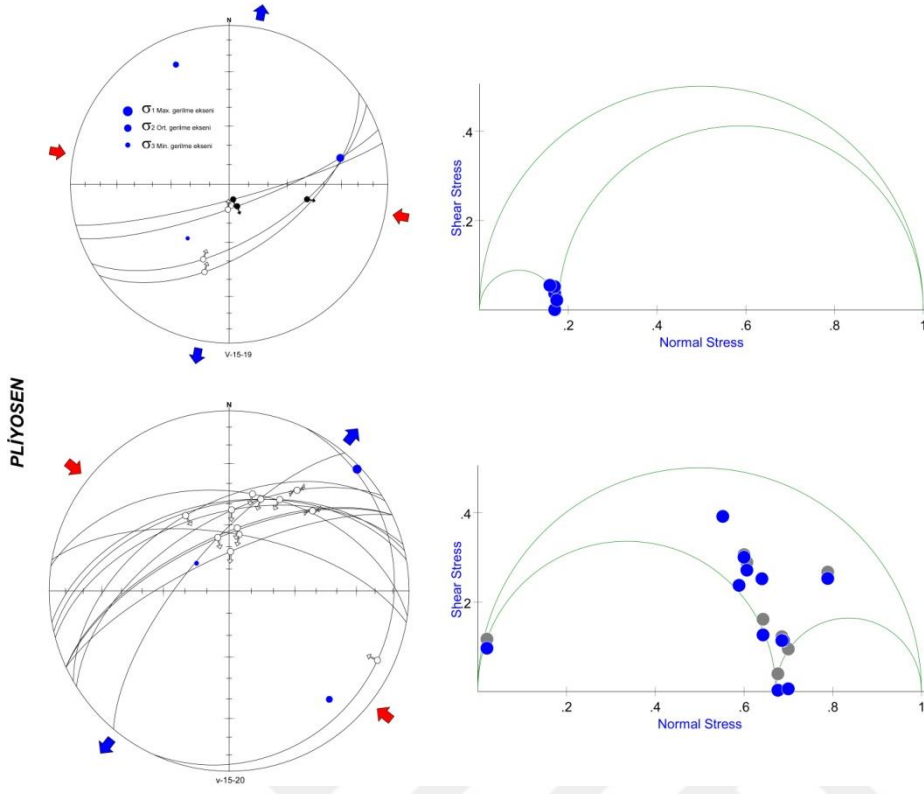 N
σ1 Max. gerilme ekseni
σ2 Ort. gerilme ekseni
σ3 Min. gerilme ekseni
V-15-19
Shear Stress
.4
.2
.2
.4
.6
.8
1
Normal Stress
PLİYOSEN
N
v-15-20
Shear Stress
.4
.2
.2
.4
.6
.8
1
Normal Stress